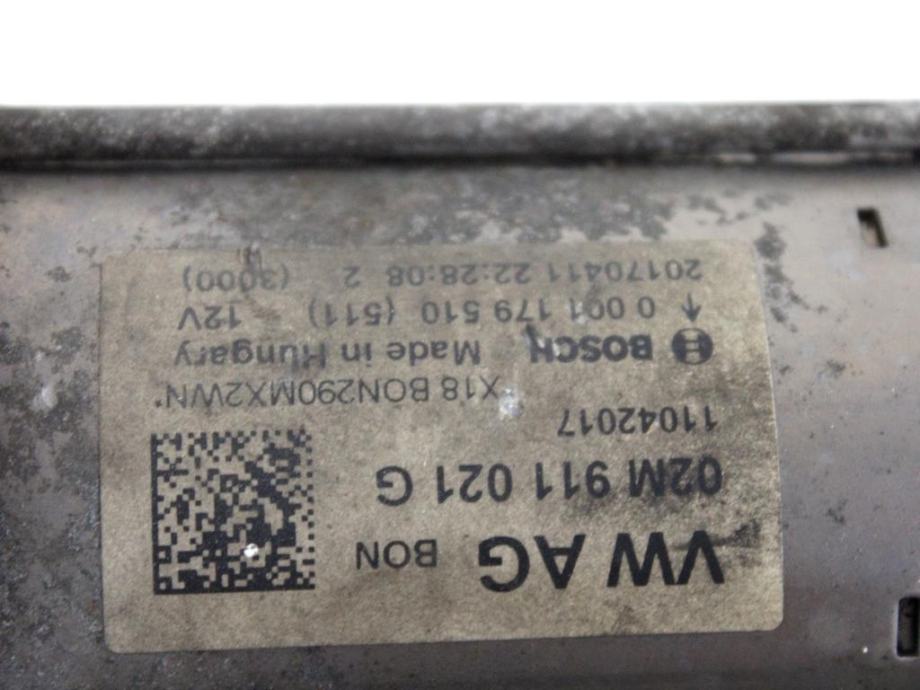 VW AG BON
02M 911 021 G
11042017
X18 BON290MX2WN*
BOSCH Made in Hungary
↑ 0 001 179 510 (511) 12V
20170411 22:28:08 2 (3000)